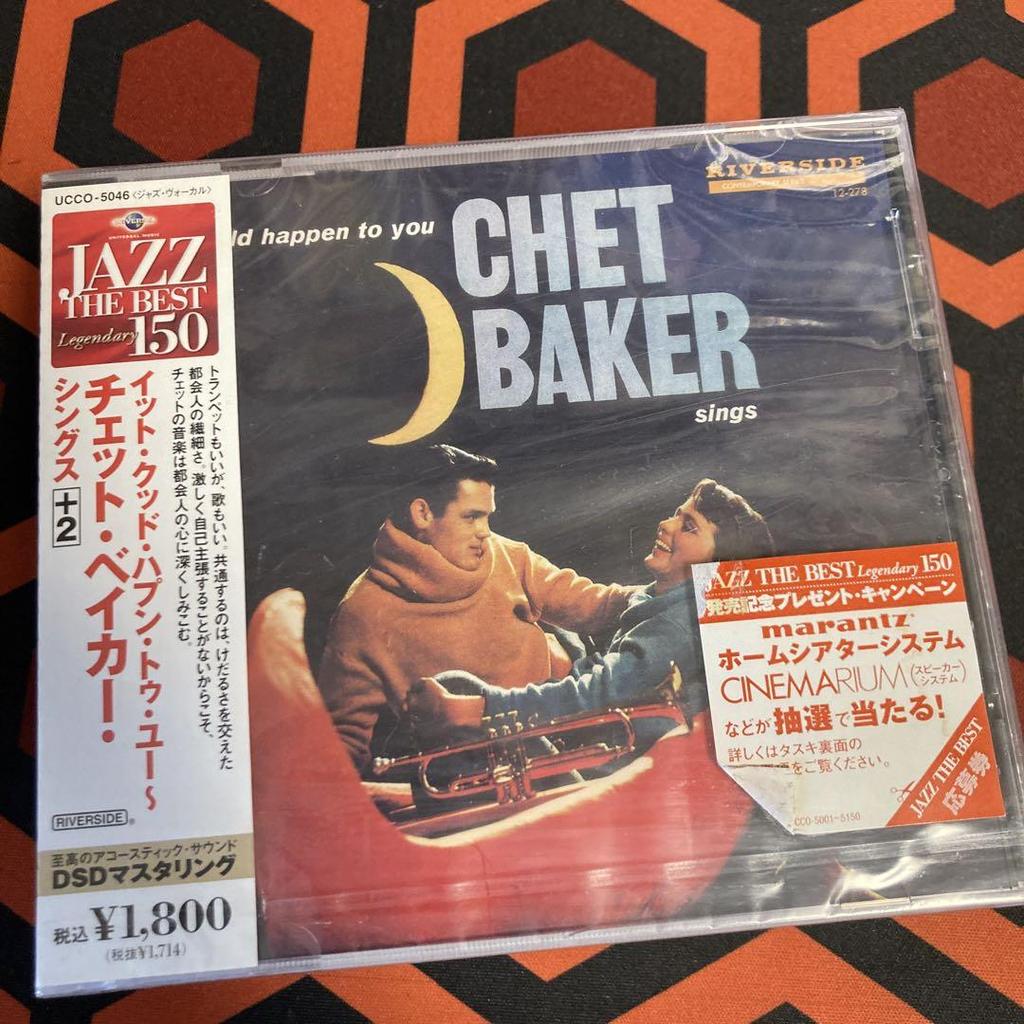 UCCO-5046〈ジャズ・ヴォーカル〉
UNIVERSAL MUSIC
JAZZ
THE BEST
Legendary 150
トランペットもいいが、歌もいい。共通するのは、けだるさを交えた
都会人の繊細さ。激しく自己主張することがないからこそ、
チェットの音楽は都会人の心に深くしみこむ。
イット・クッド・ハプン・トゥ・ユー〜
チェット・ベイカー・
シングス+2
RIVERSIDE
至高のアコースティック・サウンド
DSDマスタリング
税込¥1,800
(税抜¥1,714)
ld happen to you
CHET
BAKER
sings
RIVERSIDE
12-278
JAZZ THE BEST Legendary 150
発売記念プレゼント・キャンペーン
marantz
ホームシアターシステム
CINEMARIUM(スピーカーシステム)
などが抽選で当たる!
詳しくはタスキ裏面の
をご覧ください。
CCO-5001-5150
JAZZ THE BEST
応募券